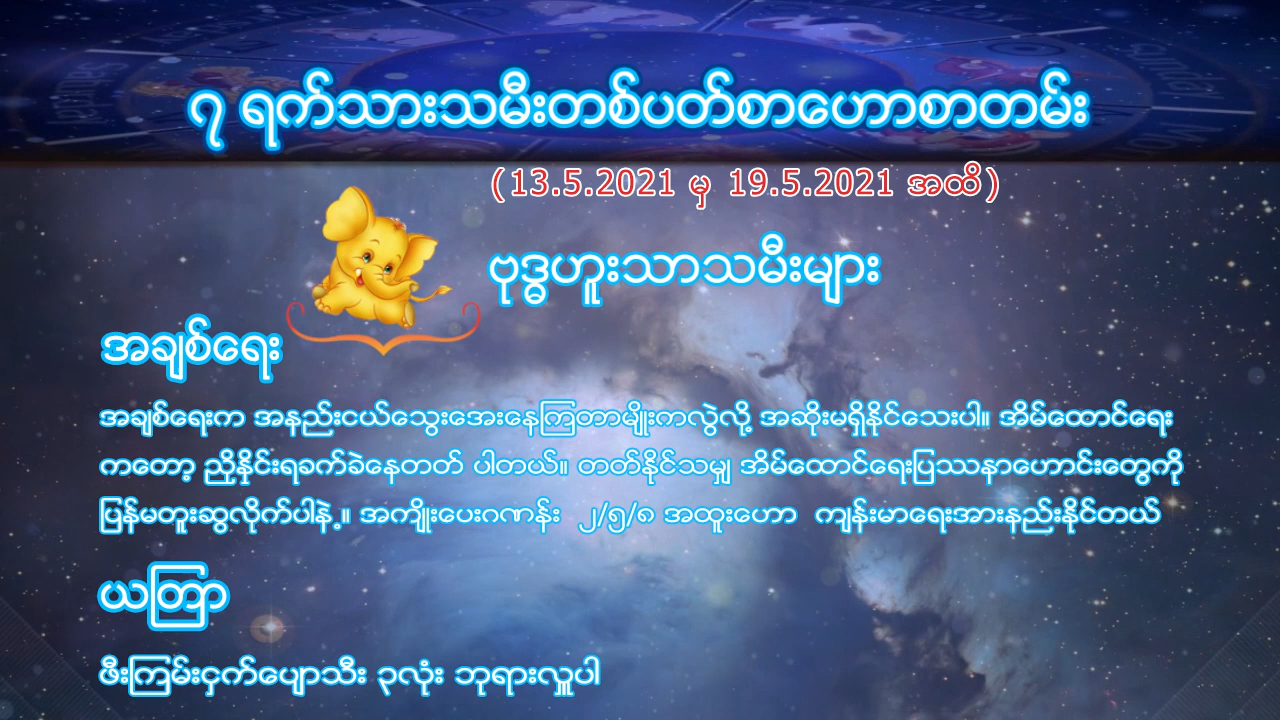 ၇ ရက်သားသမီးတစ်ပတ်စာဟောစာတမ်း
(13.5.2021 မှ 19.5.2021 အထိ)
ဗုဒ္ဓဟူးသာသမီးများ
အချစ်ရေး
အချစ်ရေးက အနည်းငယ်သွေးအေးနေကြတာမျိုးကလွဲလို့ အဆိုးမရှိနိုင်သေးပါ။ အိမ်ထောင်ရေး
ကတော့ ညှိနှိုင်းရခက်ခဲနေတတ် ပါတယ်။ တတ်နိုင်သမျှ အိမ်ထောင်ရေးပြဿနာဟောင်းတွေကို
ပြန်မတူးဆွလိုက်ပါနဲ့.။ အကျိုးပေးဂဏန်း ၂/၅/၈ အထူးဟော ကျန်းမာရေးအားနည်းနိုင်တယ်
ယတြာ
ဖီးကြမ်းငှက်ပျောသီး ၃လုံး ဘုရားလှူပါ